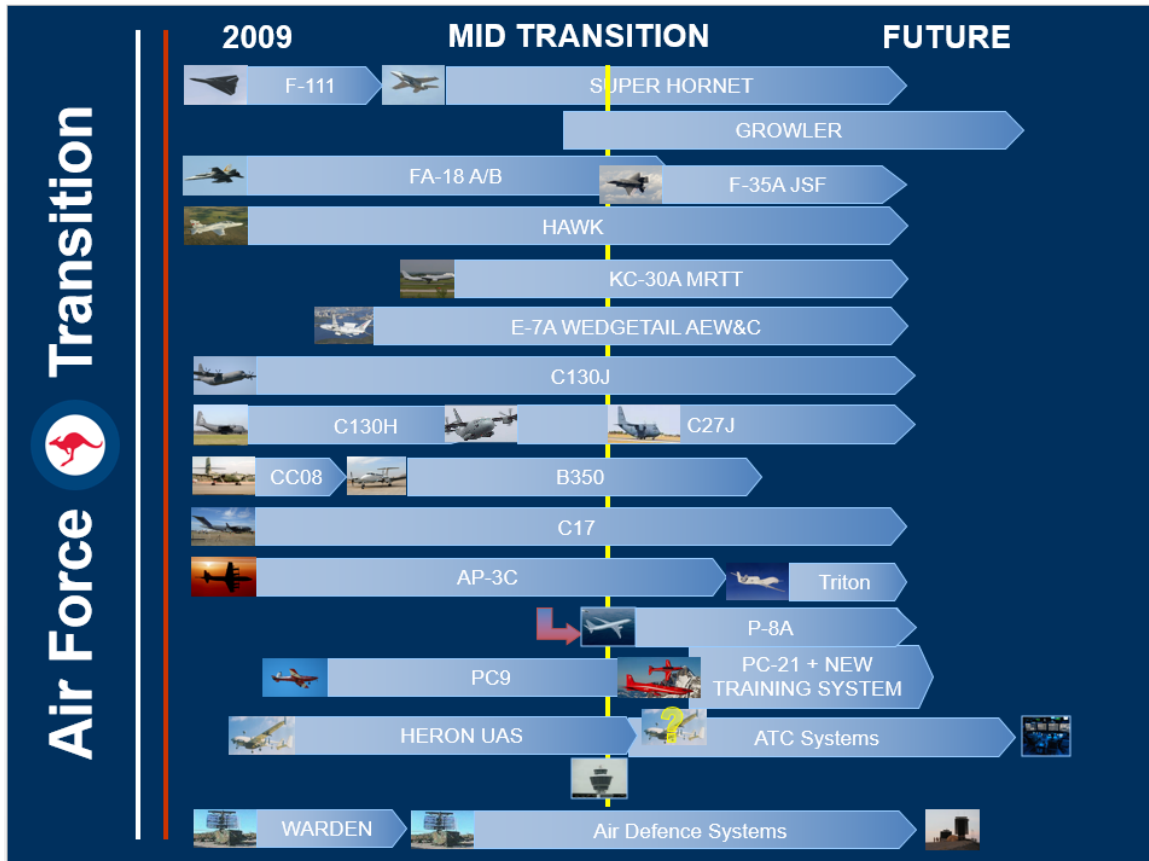 2009 MID TRANSITION FUTURE
Air Force Transition
F-111 SUPER HORNET
GROWLER
FA-18 A/B F-35A JSF
HAWK
KC-30A MRTT
E-7A WEDGETAIL AEW&C
C130J
C130H C27J
CC08 B350
C17
AP-3C Triton
P-8A
PC9 PC-21 + NEW
TRAINING SYSTEM
HERON UAS ? ATC Systems
WARDEN Air Defence Systems